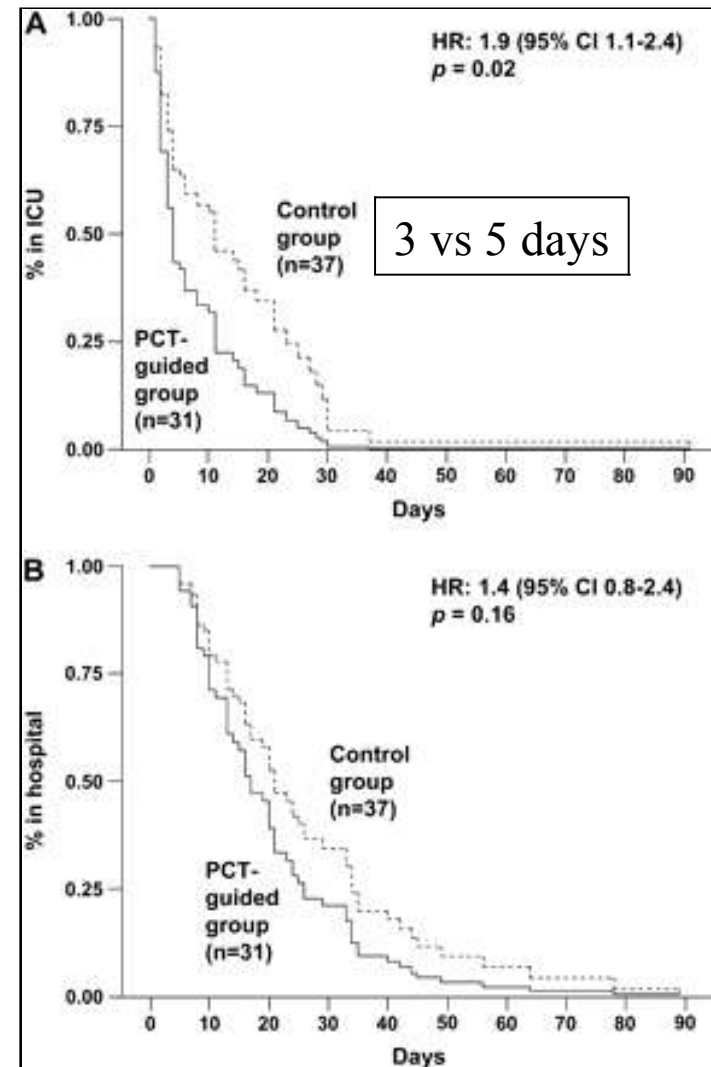 A
1.00
0.75
0.50
0.25
0.00
% in ICU
HR: 1.9 (95% CI 1.1-2.4)
p = 0.02
Control
group
(n=37)
3 vs 5 days
PCT-
guided
group
(n=31)
0 10 20 30 40 50 60 70 80 90
Days
B
1.00
0.75
0.50
0.25
0.00
% in hospital
HR: 1.4 (95% CI 0.8-2.4)
p = 0.16
Control
group
(n=37)
PCT-
guided
group
(n=31)
0 10 20 30 40 50 60 70 80 90
Days